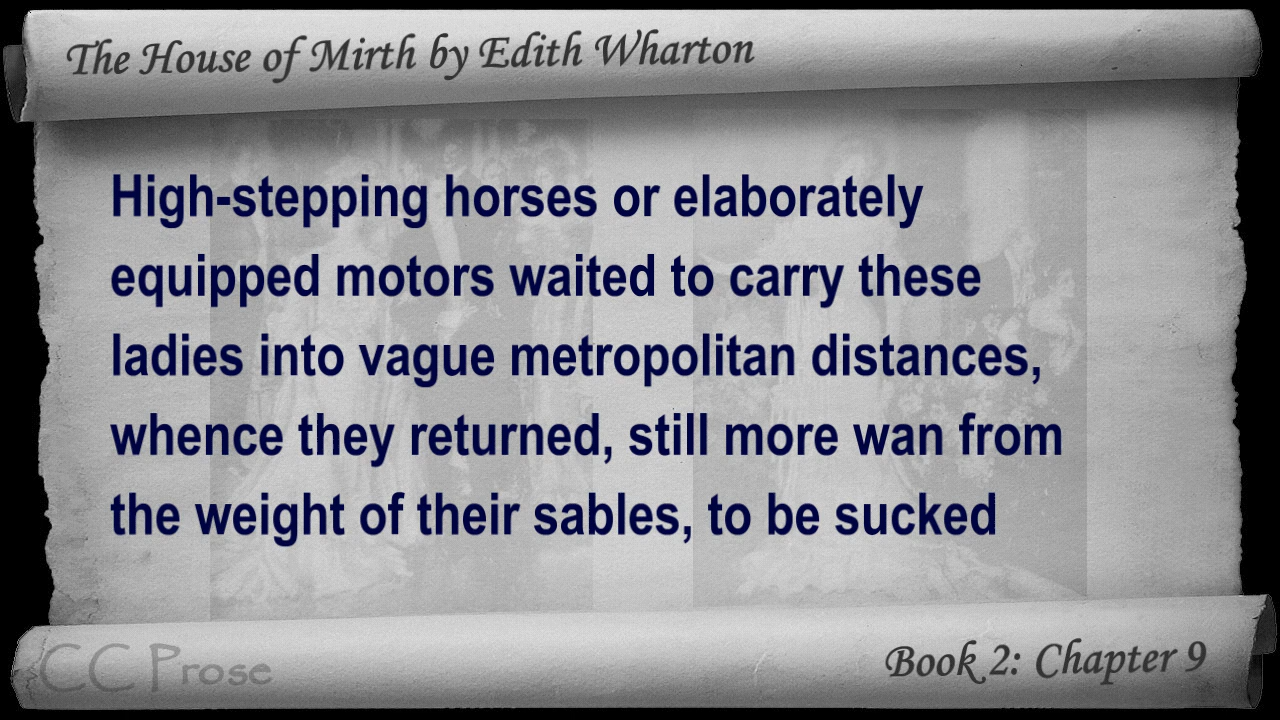 The House of Mirth by Edith Wharton
High-stepping horses or elaborately
equipped motors waited to carry these
ladies into vague metropolitan distances,
whence they returned, still more wan from
the weight of their sables, to be sucked
CC Prose
Book 2: Chapter 9